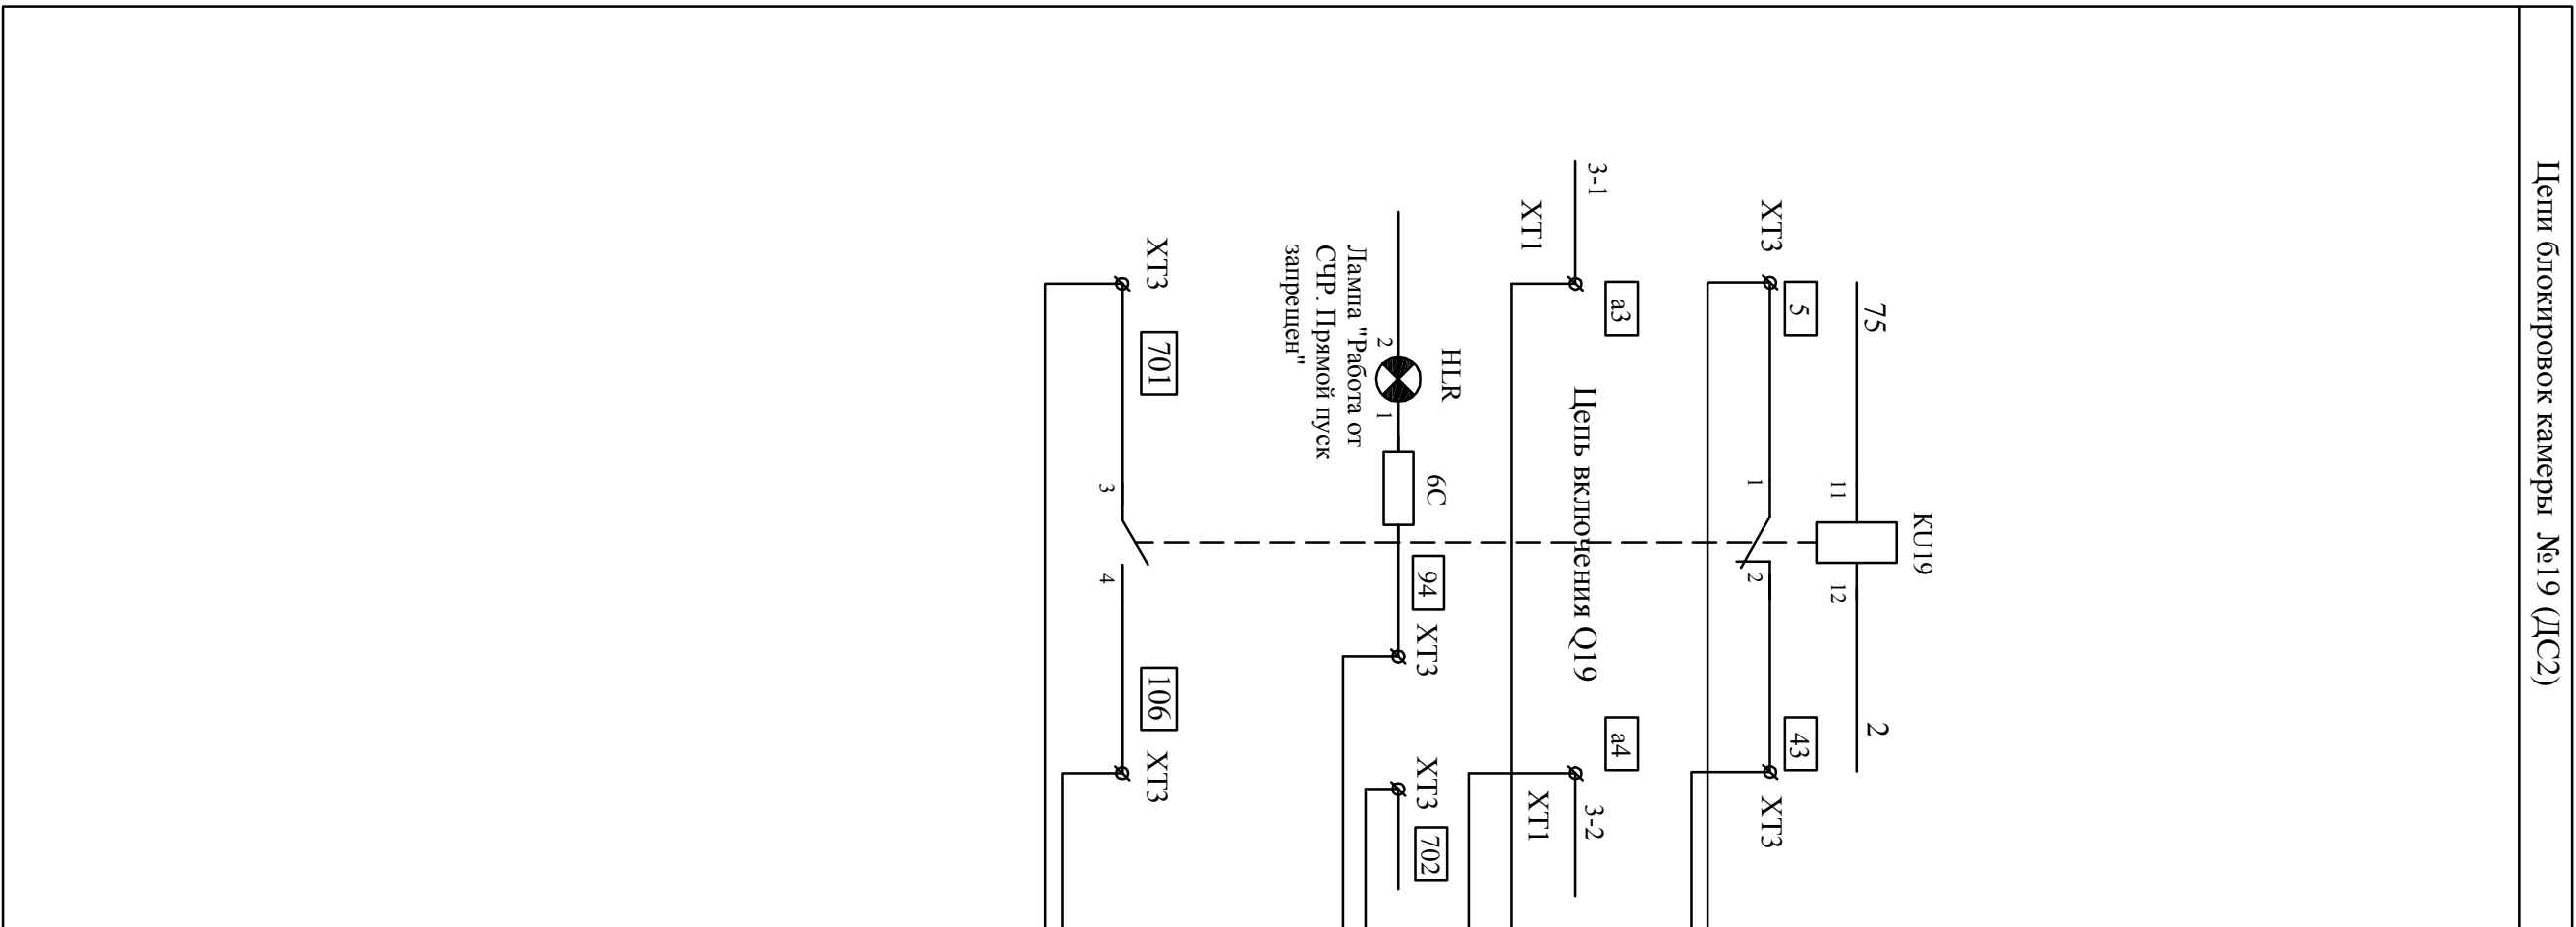 Цепи блокировок камеры №19 (ДС2)
KU19
75
11
12
2
XT3
5
1
2
43
XT3
3-1
XT1
а3
Цепь включения Q19
а4
3-2
XT1
HLR
2
1
6С
94
XT3
XT3
702
Лампа "Работа от
СЧР. Прямой пуск
запрещен"
XT3
701
3
4
106
XT3